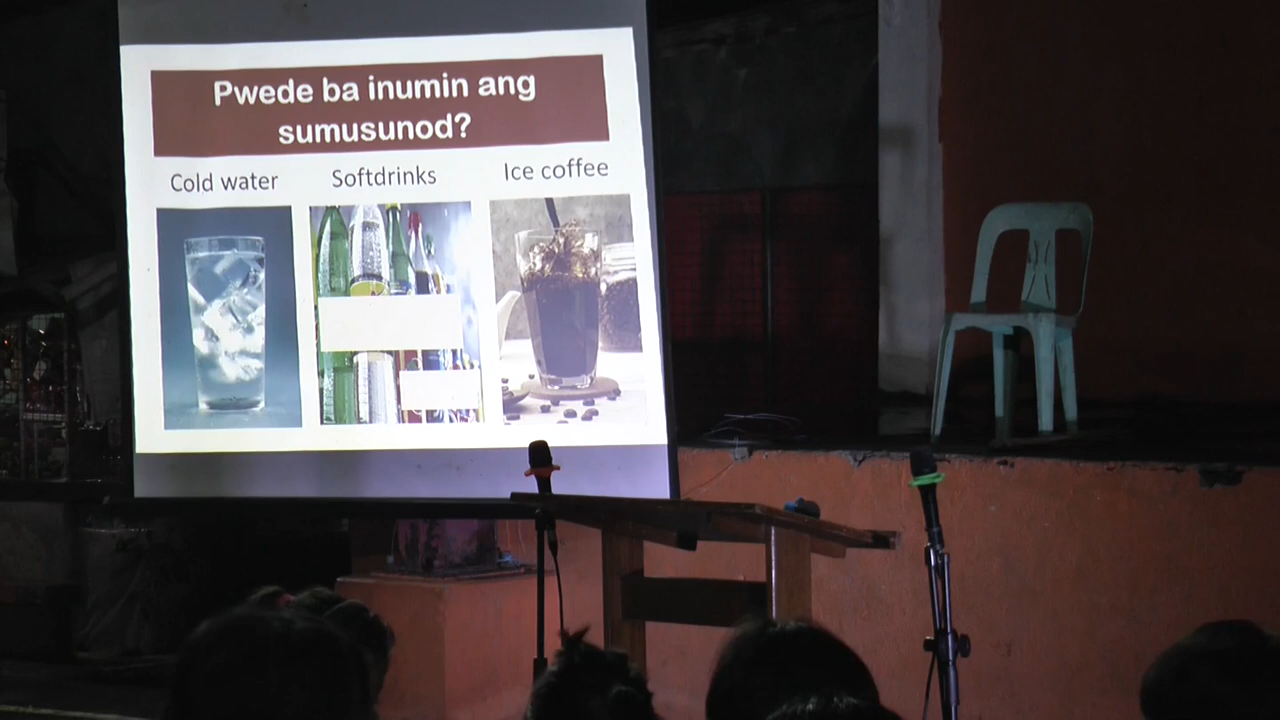 Pwede ba inumin ang
sumusunod?
Cold water
Softdrinks
Ice coffee